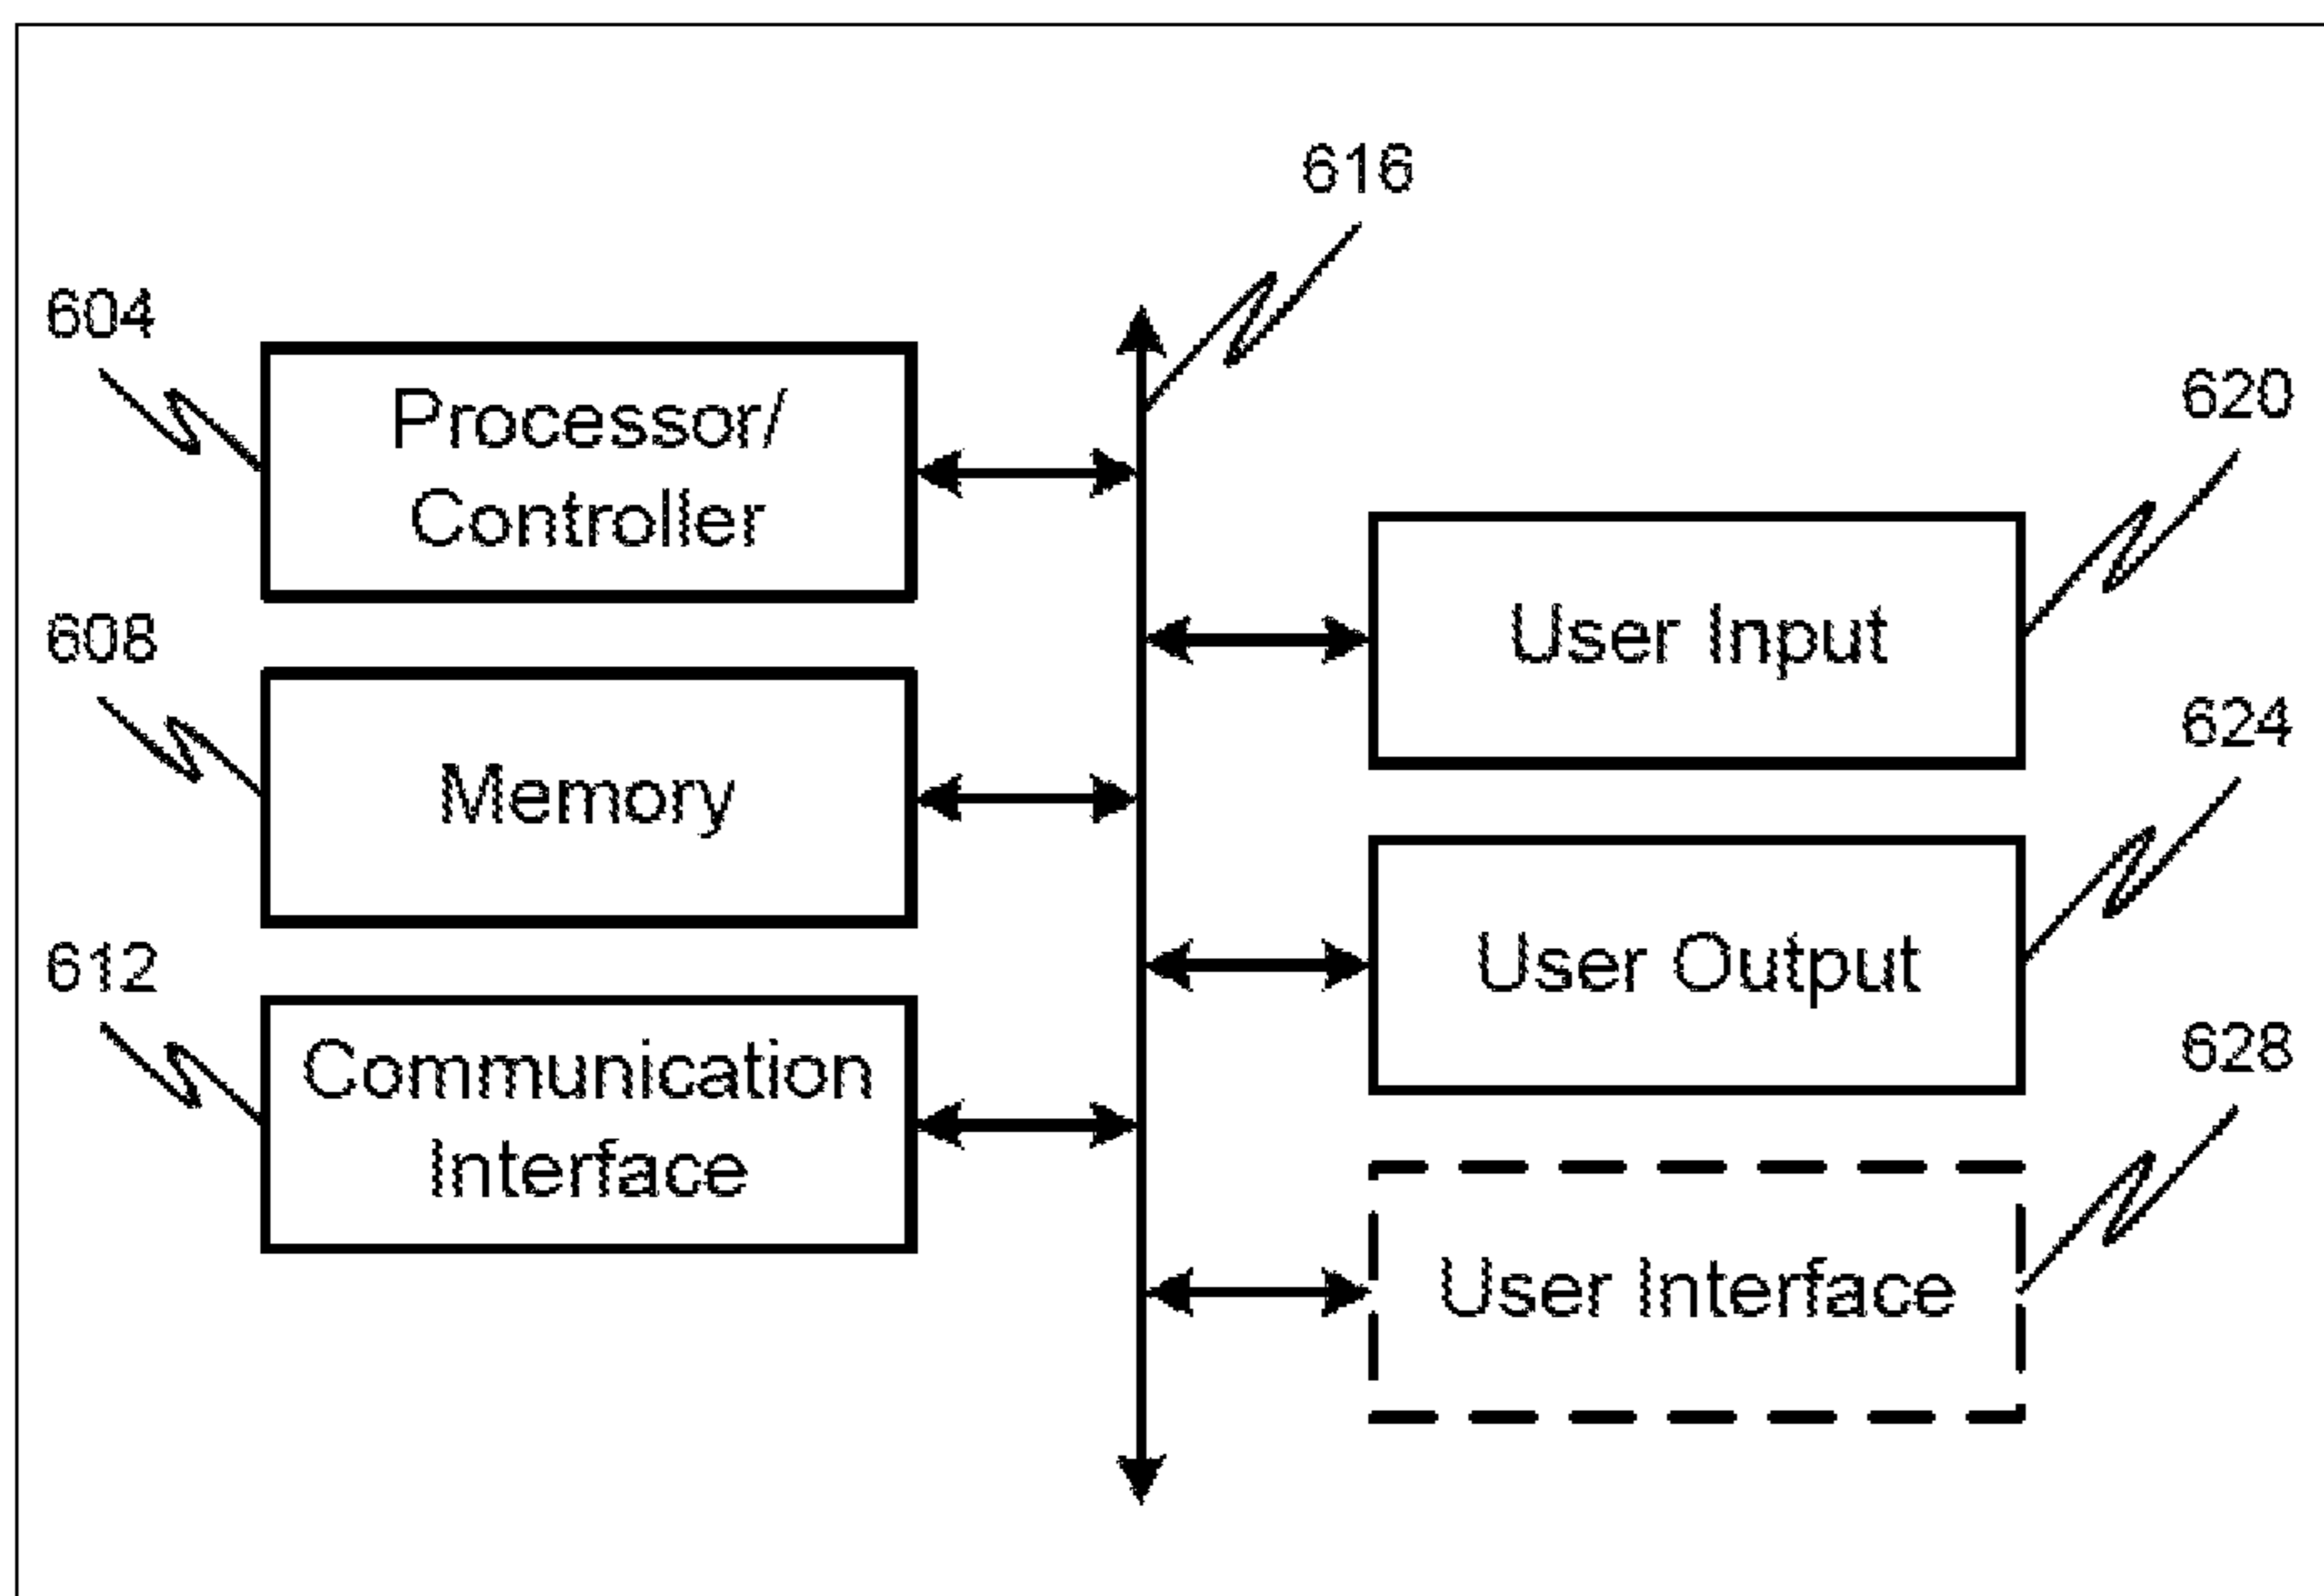 616
604
Processor/
Controller
620
User Input
608
Memory
624
User Output
612
Communication
Interface
628
User Interface